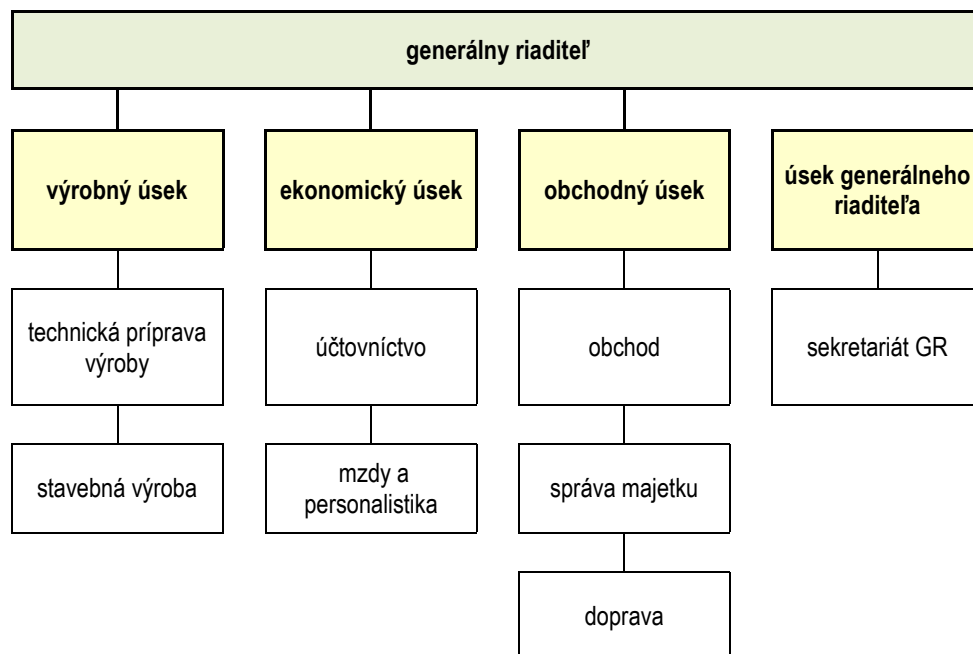 generálny riaditeľ
výrobný úsek
ekonomický úsek
obchodný úsek
úsek generálneho
riaditeľa
technická príprava
výroby
účtovníctvo
obchod
sekretariát GR
stavebná výroba
mzdy a
personalistika
správa majetku
doprava